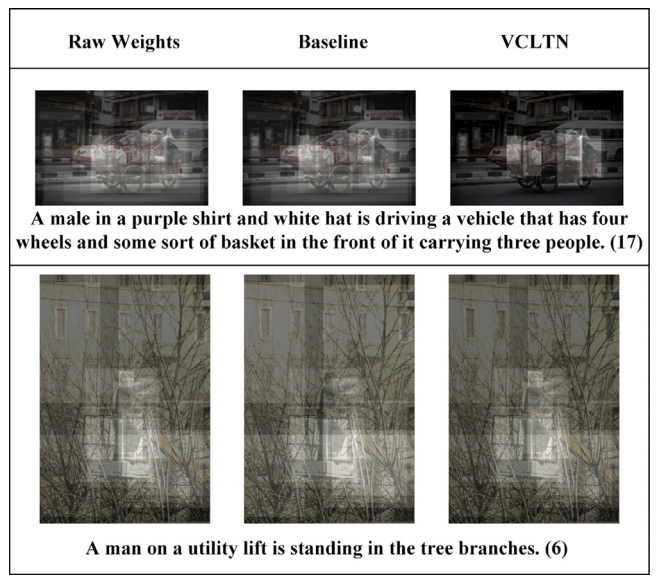 Raw Weights Baseline VCLTN
A male in a purple shirt and white hat is driving a vehicle that has four
wheels and some sort of basket in the front of it carrying three people. (17)
A man on a utility lift is standing in the tree branches. (6)